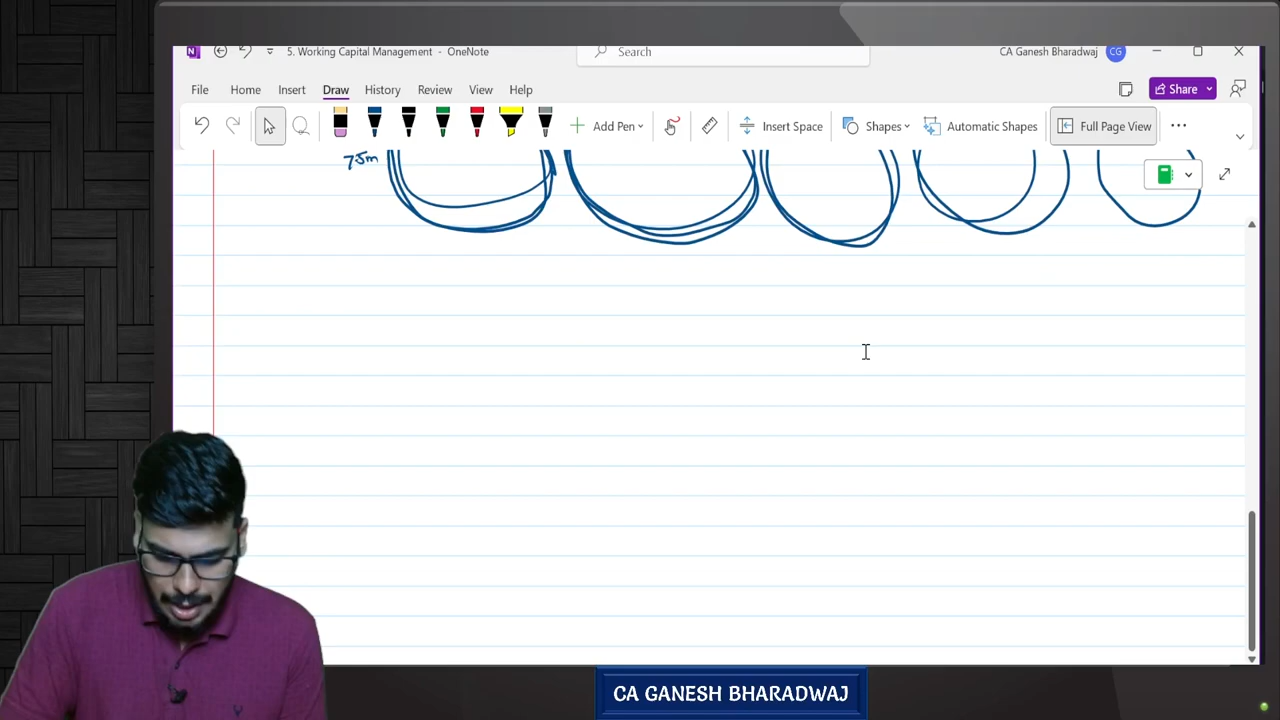 5. Working Capital Management - OneNote
Search
CA Ganesh Bharadwaj
CG
File
Home
Insert
Draw
History
Review
View
Help
Share
Add Pen
Insert Space
Shapes
Automatic Shapes
Full Page View
75m
CA GANESH BHARADWAJ